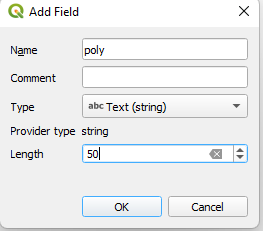 Add Field
Name poly
Comment
Type abc Text (string)
Provider type string
Length 50
OK Cancel